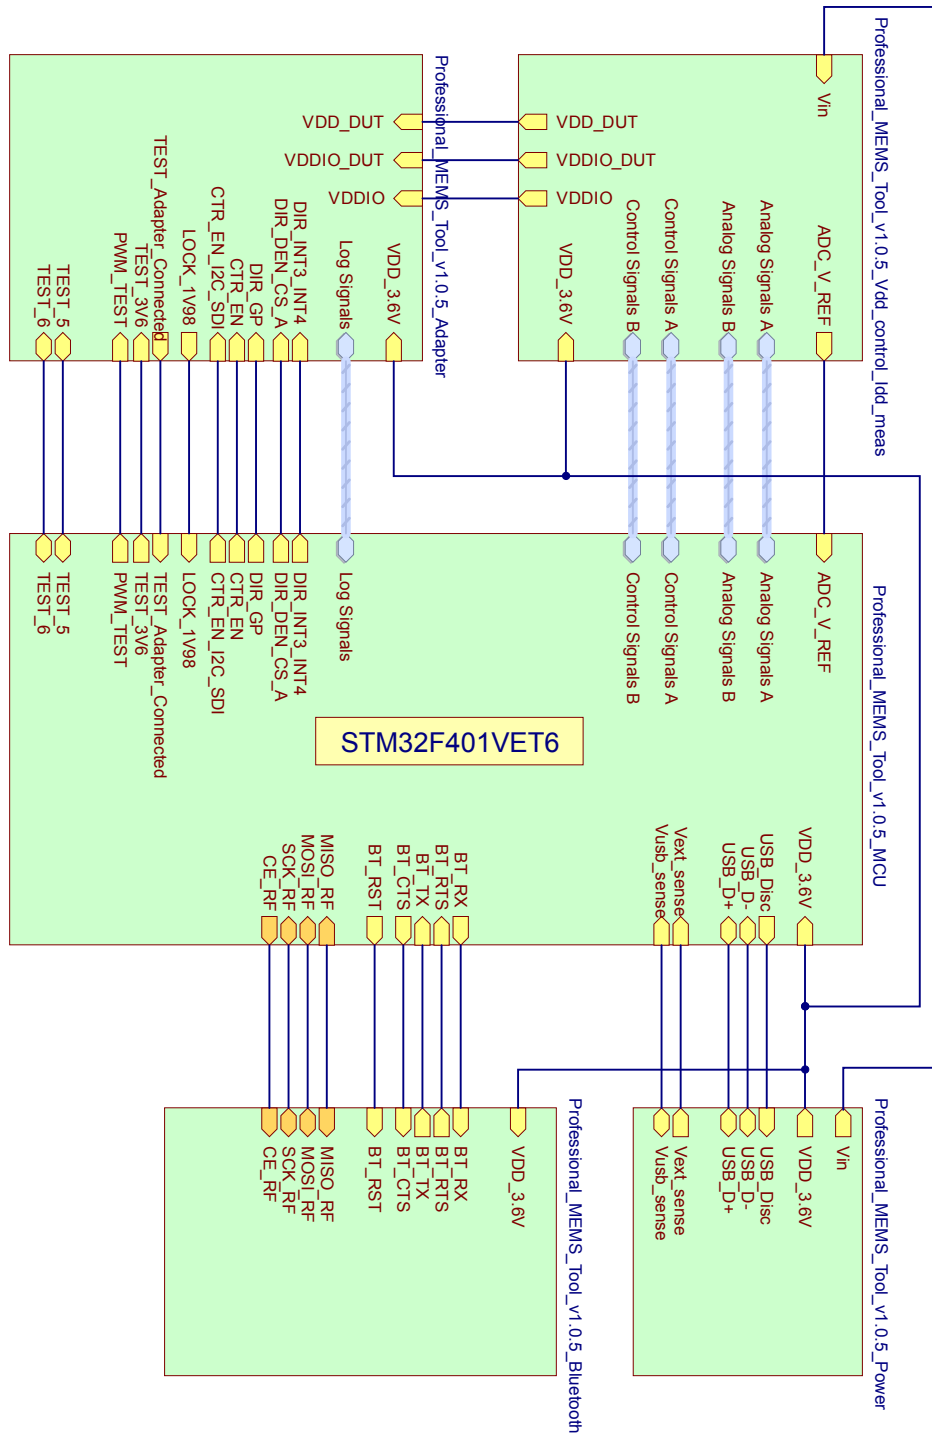 Professional_MEMS_Tool_v1.0.5_Adapter
VDD_DUT
VDDIO_DUT
VDDIO
TEST_6
TEST_5
PWM_TEST
TEST_3V6
TEST_Adapter_Connected
LOCK_1V98
CTR_EN_I2C_SDI
CTR_EN
DIR_GP
DIR_DEN_CS_A
DIR_INT3_INT4
Log Signals
VDD_3.6V
Professional_MEMS_Tool_v1.0.5_Vdd_control_Idd_meas
Vin
VDD_DUT
VDDIO_DUT
VDDIO
VDD_3.6V
Control Signals B
Control Signals A
Analog Signals B
Analog Signals A
ADC_V_REF
Professional_MEMS_Tool_v1.0.5_MCU
TEST_6
TEST_5
PWM_TEST
TEST_3V6
TEST_Adapter_Connected
LOCK_1V98
CTR_EN_I2C_SDI
CTR_EN
DIR_GP
DIR_DEN_CS_A
DIR_INT3_INT4
Log Signals
Control Signals B
Control Signals A
Analog Signals B
Analog Signals A
ADC_V_REF
STM32F401VET6
CE_RF
SCK_RF
MOSI_RF
MISO_RF
BT_RST
BT_CTS
BT_TX
BT_RTS
BT_RX
Vusb_sense
Vext_sense
USB_D+
USB_D-
USB_Disc
VDD_3.6V
Professional_MEMS_Tool_v1.0.5_Bluetooth
CE_RF
SCK_RF
MOSI_RF
MISO_RF
BT_RST
BT_CTS
BT_TX
BT_RTS
BT_RX
VDD_3.6V
Professional_MEMS_Tool_v1.0.5_Power
Vusb_sense
Vext_sense
USB_D+
USB_D-
USB_Disc
VDD_3.6V
Vin